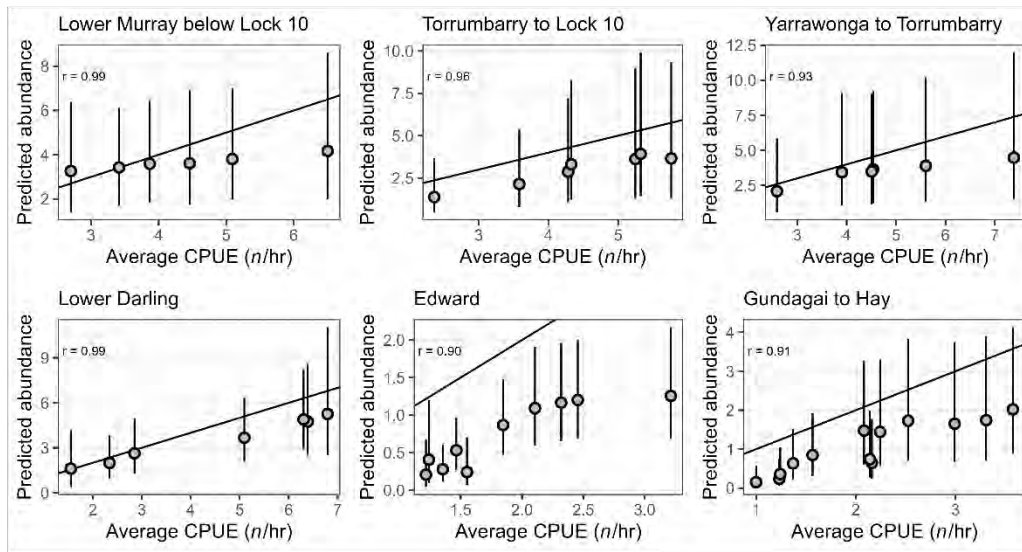 Lower Murray below Lock 10
Torrumbarry to Lock 10
Yarrawonga to Torrumbarry
Predicted abundance
8
6
4
2
r = 0.99
3 4 5 6
Average CPUE (n/hr)
Predicted abundance
10.0
7.5
5.0
2.5
r = 0.96
3 4 5
Average CPUE (n/hr)
Predicted abundance
12.5
10.0
7.5
5.0
2.5
r = 0.93
3 4 5 6 7
Average CPUE (n/hr)
Lower Darling
Edward
Gundagai to Hay
Predicted abundance
9
6
3
0
r = 0.99
2 3 4 5 6 7
Average CPUE (n/hr)
Predicted abundance
2.0
1.5
1.0
0.5
0.0
r = 0.90
1.5 2.0 2.5 3.0
Average CPUE (n/hr)
Predicted abundance
4
3
2
1
0
r = 0.91
1 2 3
Average CPUE (n/hr)